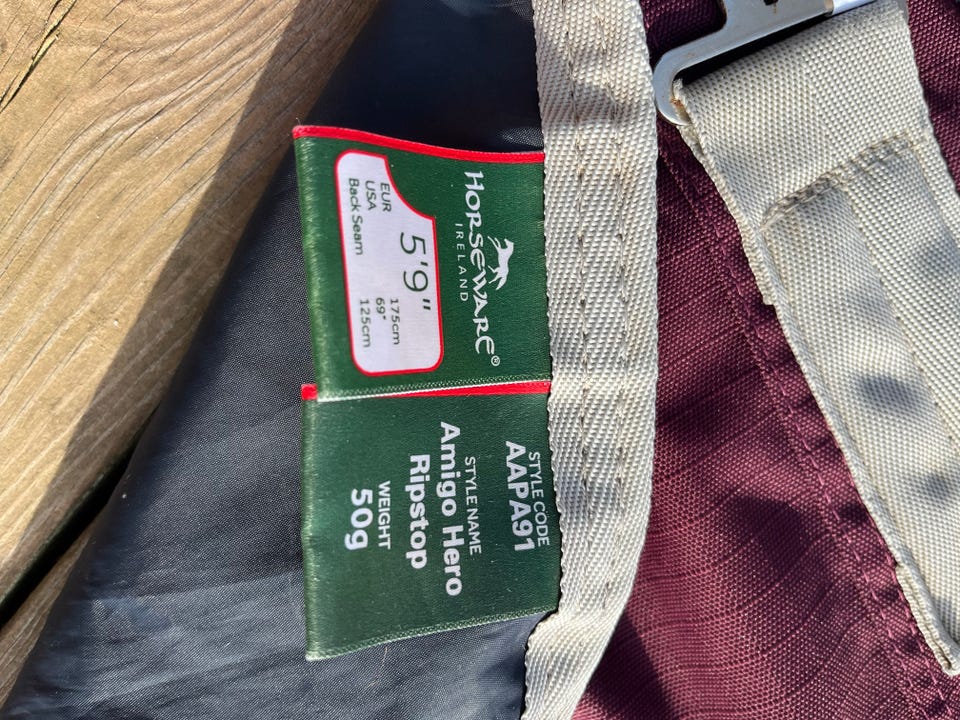 HORSEWARE®
IRELAND
5'9"
EUR 175cm
USA 69"
Back Seam 125cm
STYLE CODE
AAPA91
STYLE NAME
Amigo Hero
Ripstop
WEIGHT
50g